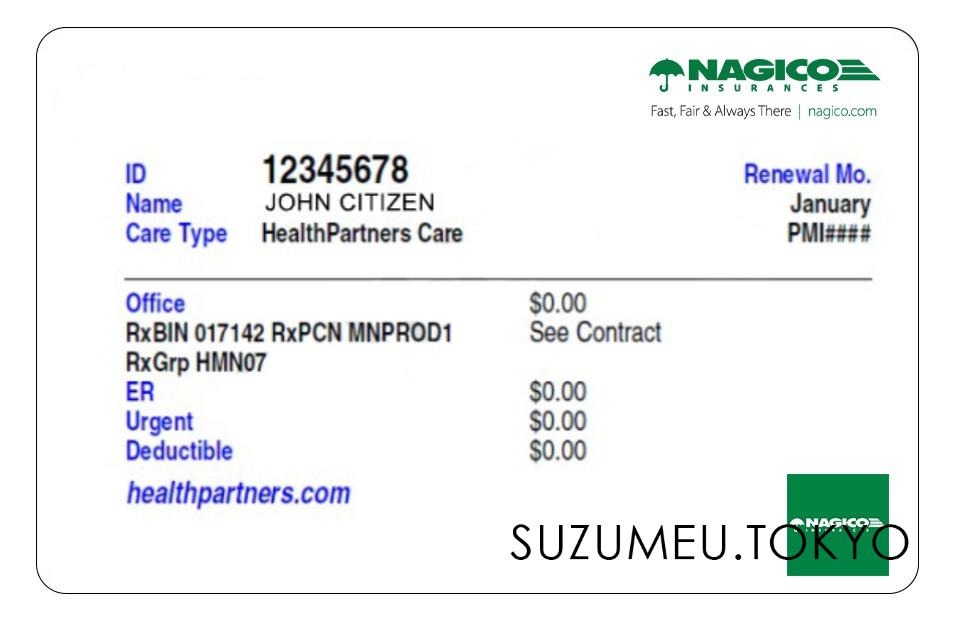 NAGICO
INSURANCES
Fast, Fair & Always There | nagico.com
ID 12345678 Renewal Mo.
Name JOHN CITIZEN January
Care Type HealthPartners Care PMI####
Office $0.00
RxBIN 017142 RxPCN MNPROD1 See Contract
RxGrp HMN07
ER $0.00
Urgent $0.00
Deductible $0.00
healthpartners.com
NAGICO
SUZUMEU.TOKYO